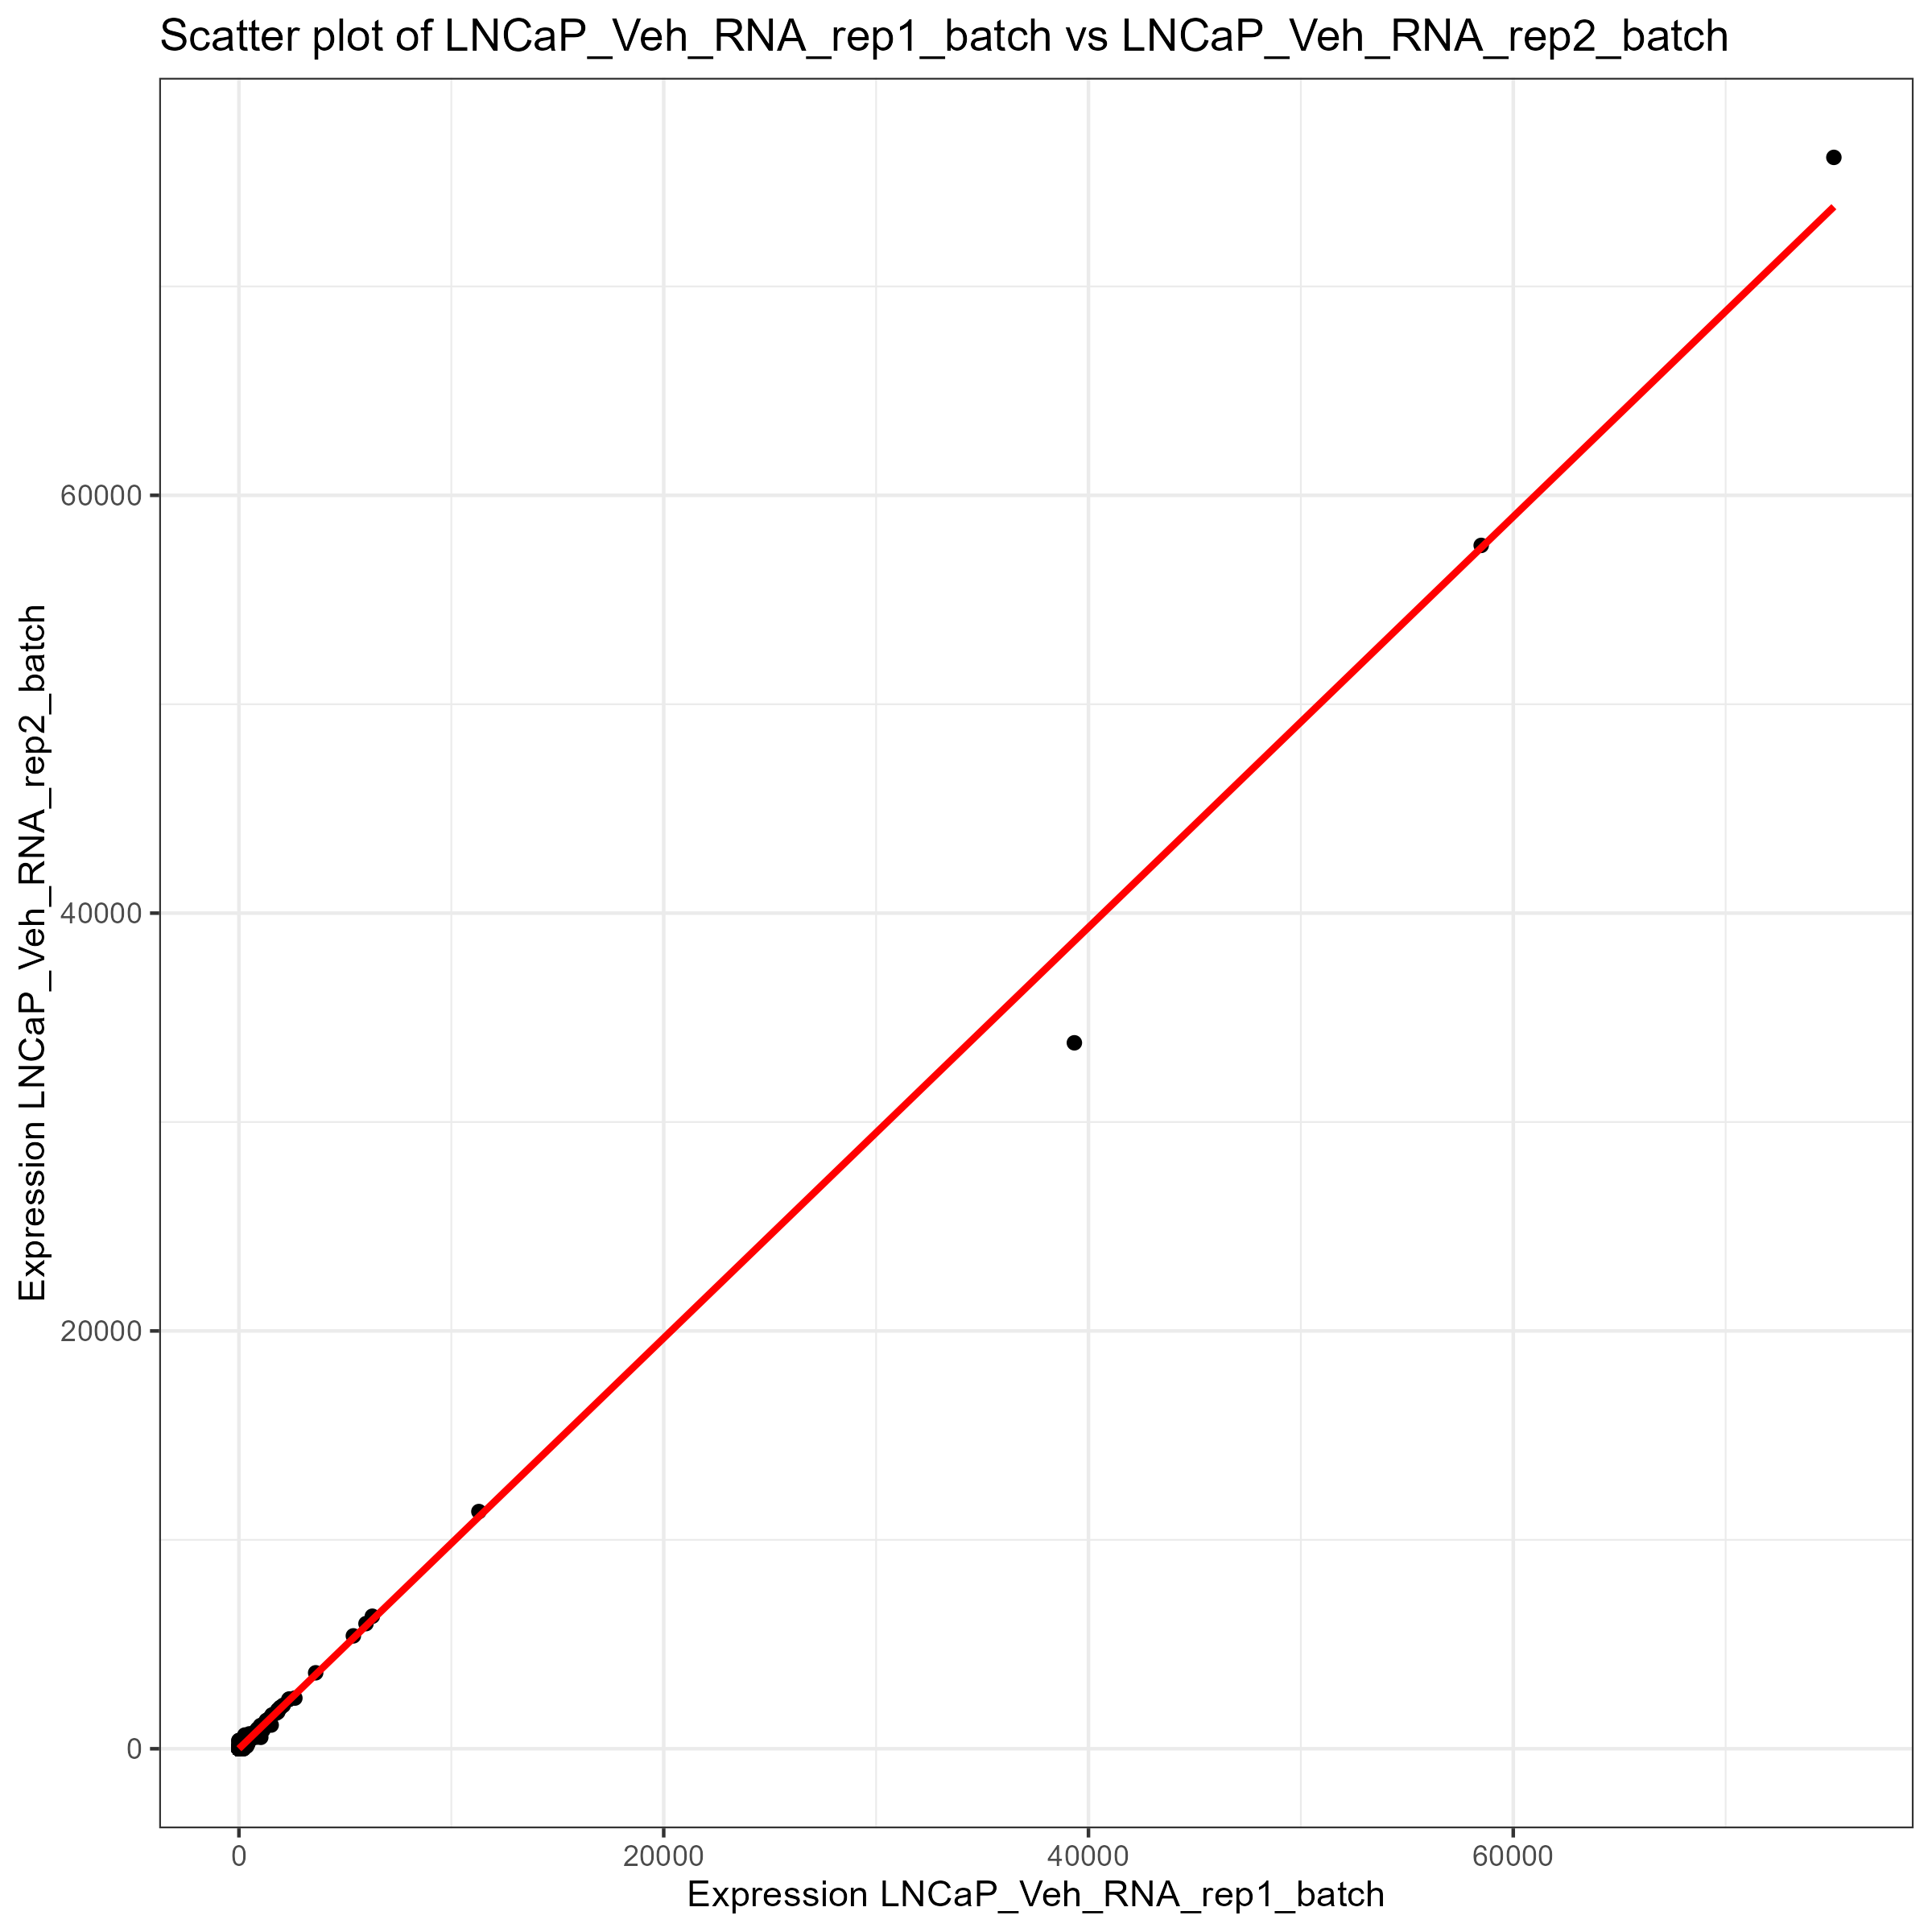 Scatter plot of LNCaP_Veh_RNA_rep1_batch vs LNCaP_Veh_RNA_rep2_batch
Expression LNCaP_Veh_RNA_rep2_batch
60000
40000
20000
0
0 20000 40000 60000
Expression LNCaP_Veh_RNA_rep1_batch